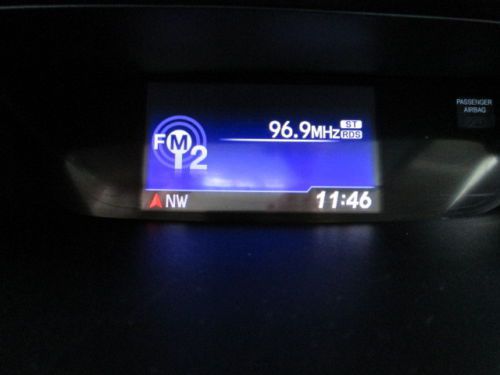 PASSENGER
AIRBAG
FM2
96.9MHz
ST
RDS
NW
11:46